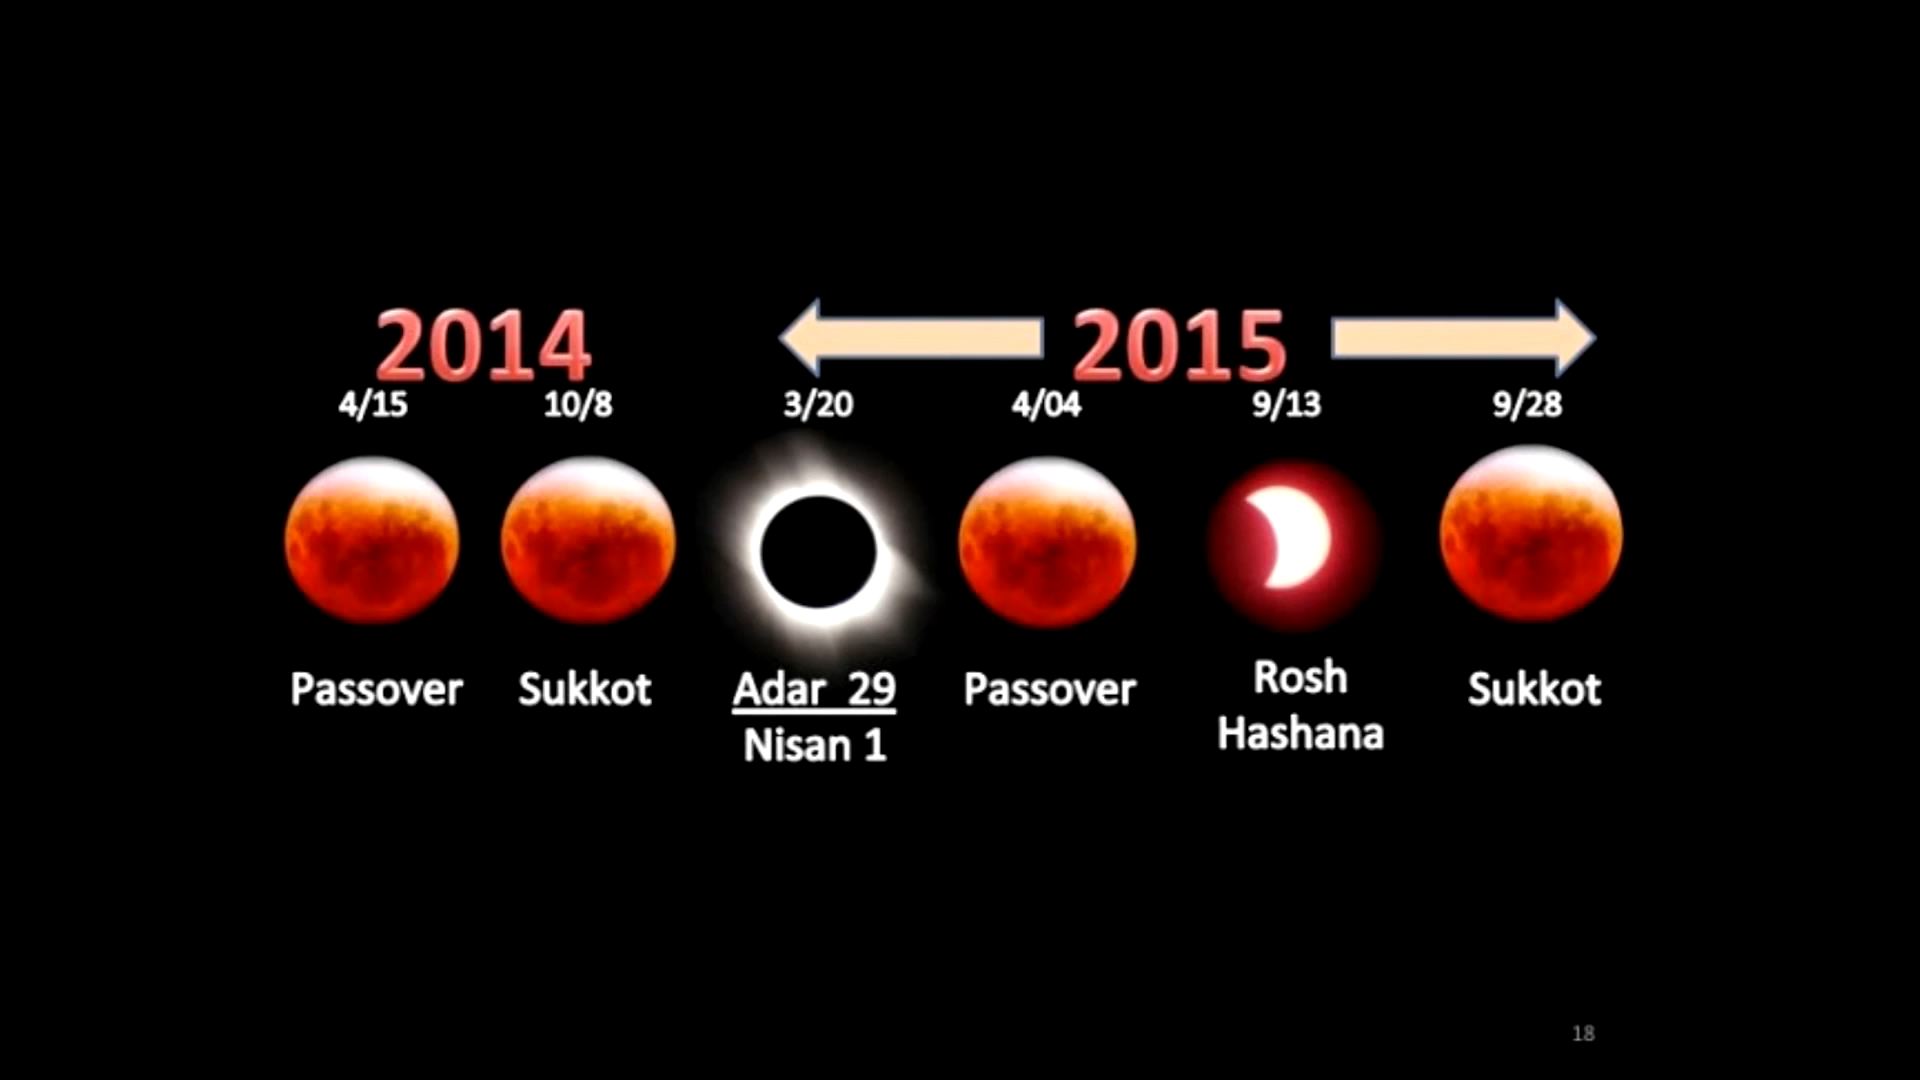 2014 2015
4/15 10/8 3/20 4/04 9/13 9/28
Passover Sukkot Adar 29 Passover Rosh Sukkot
Nisan 1 Hashana
18